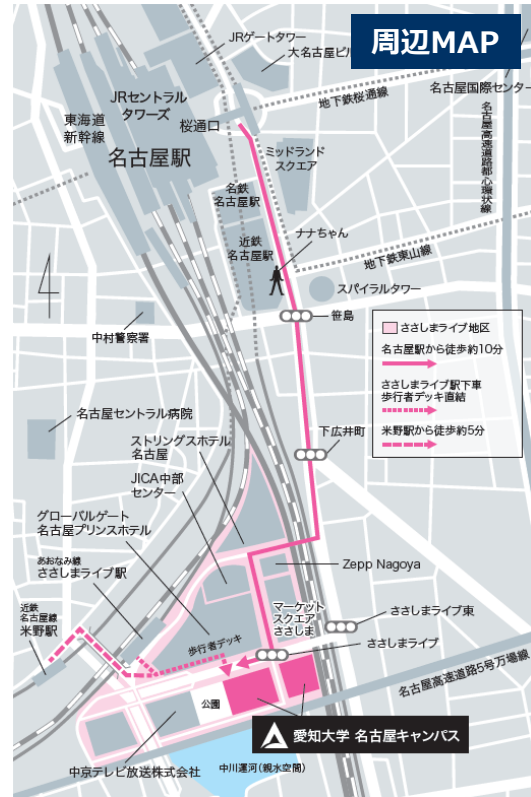 周辺MAP
JRゲートタワー
大名古屋ビル
JRセントラル
タワーズ
地下鉄桜通線
名古屋国際センター
東海道
新幹線
桜通口
名古屋高速道路都心環状線
名古屋駅
ミッドランド
スクエア
名鉄
名古屋駅
ナナちゃん
近鉄
名古屋駅
地下鉄東山線
スパイラルタワー
笹島
中村警察署
ささしまライブ地区
名古屋駅から徒歩約10分
ささしまライブ駅下車
歩行者デッキ直結
米野駅から徒歩約5分
名古屋セントラル病院
下広井町
ストリングスホテル
名古屋
JICA中部
センター
グローバルゲート
名古屋プリンスホテル
あおなみ線
ささしまライブ駅
Zepp Nagoya
近鉄
名古屋線
米野駅
マーケット
スクエア
ささしま
ささしまライブ東
歩行者デッキ
ささしまライブ
名古屋高速道路5号万場線
公園
愛知大学 名古屋キャンパス
中京テレビ放送株式会社
中川運河(親水空間)